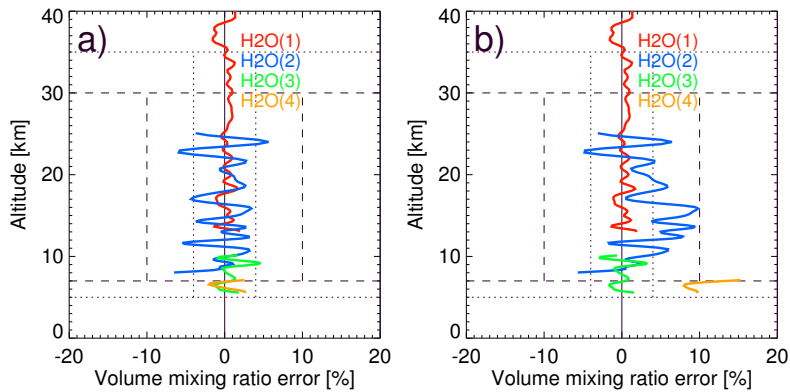 a)
H2O(1)
H2O(2)
H2O(3)
H2O(4)
40
30
20
10
0
Altitude [km]
-20 -10 0 10 20
Volume mixing ratio error [%]
b)
H2O(1)
H2O(2)
H2O(3)
H2O(4)
40
30
20
10
0
Altitude [km]
-20 -10 0 10 20
Volume mixing ratio error [%]